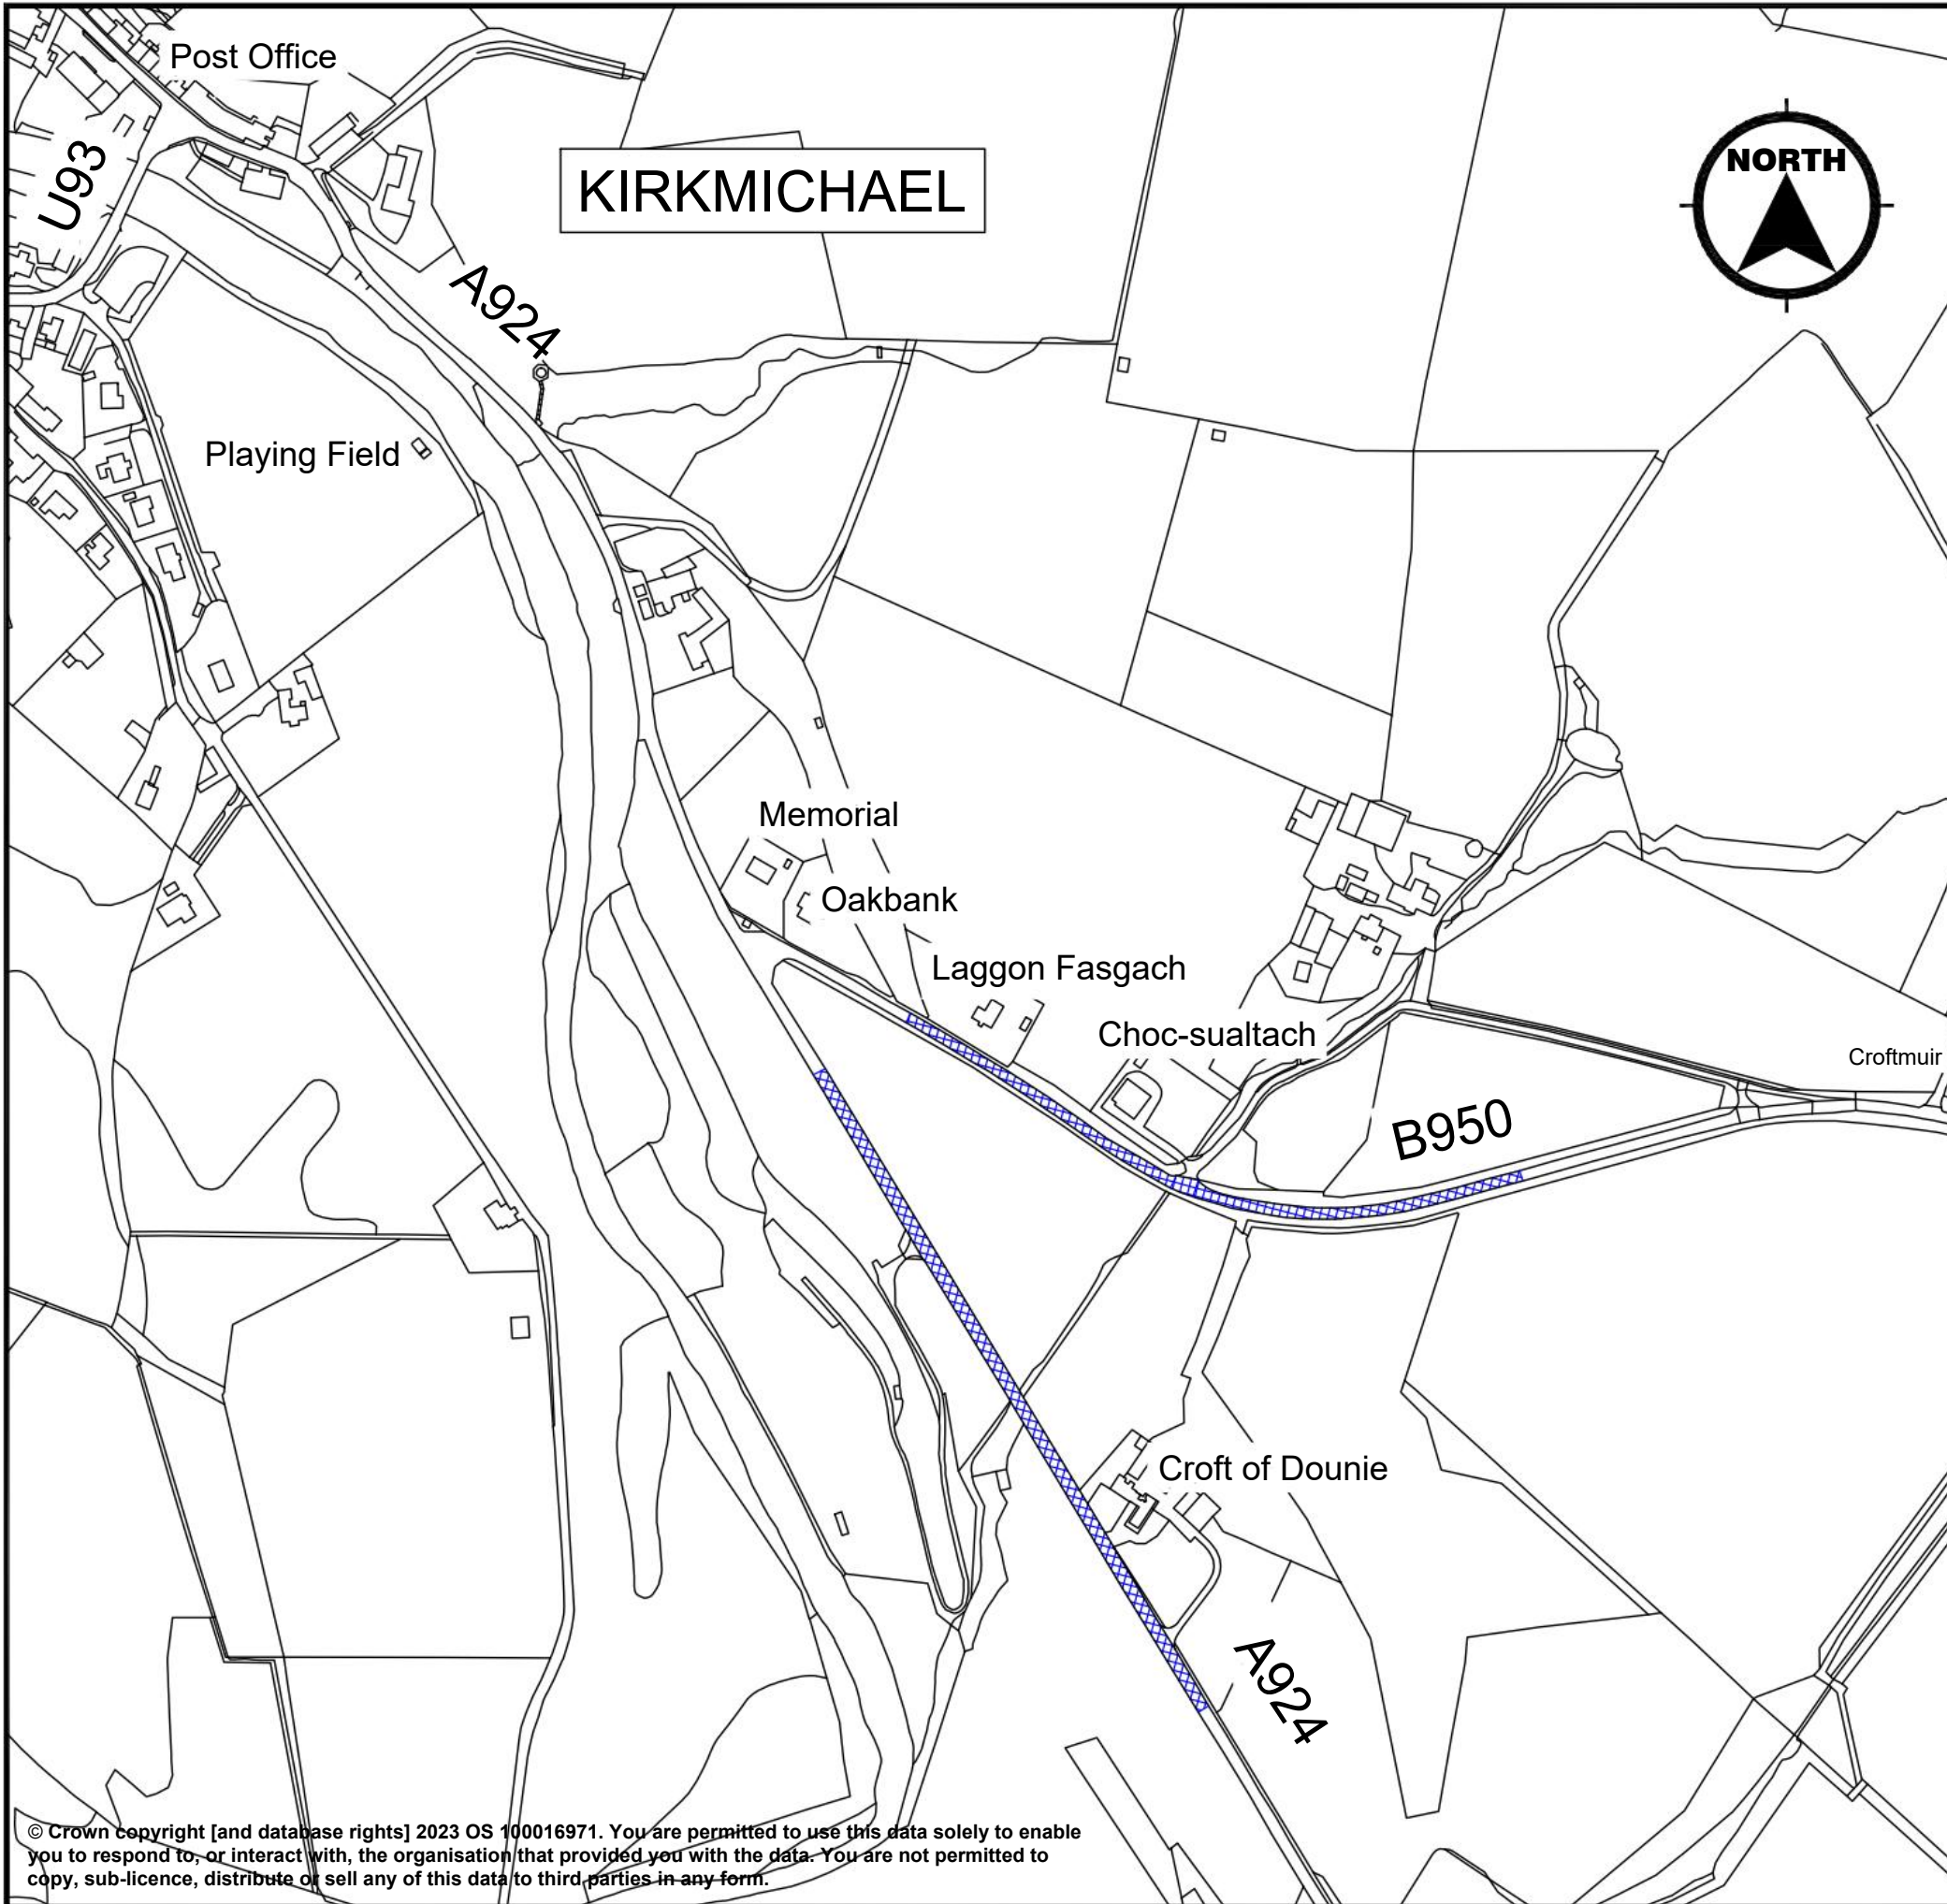 Post Office
U93
KIRKMICHAEL
NORTH
A924
Playing Field
Memorial
Oakbank
Laggon Fasgach
Choc-sualtach
Croftmuir
B950
Croft of Dounie
A924
© Crown copyright [and database rights] 2023 OS 100016971. You are permitted to use this data solely to enable
you to respond to, or interact with, the organisation that provided you with the data. You are not permitted to
copy, sub-licence, distribute or sell any of this data to third parties in any form.